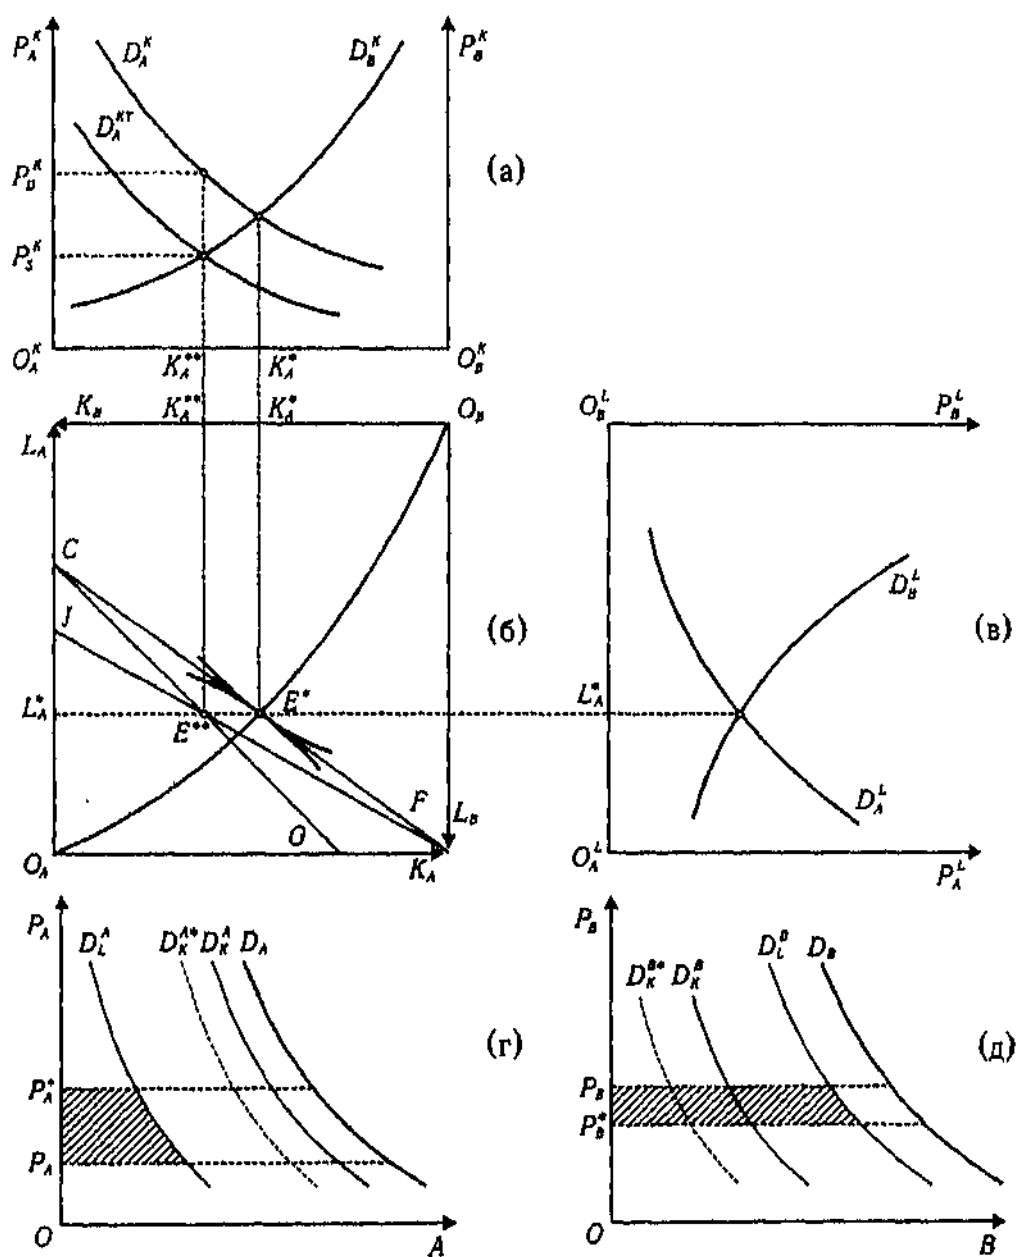 P_A^K D_A^K D_B^K P_B^K
D_A^{KT}
P_D^K (а)
P_S^K
O_A^K K_A^{**} K_A^* O_B^K
K_B K_A^{**} K_A^* O_B O_B^L P_B^L
L_A
C
J D_B^L
(б) (в)
L_A^* E^{**} E^* L_A^*
F L_B D_A^L
O
O_A K_A O_A^L P_A^L
P_A D_L^A D_K^{A*} D_K^A D_A P_B D_K^{B*} D_K^B D_L^B D_B
(г) (д)
P_A^* P_B
P_A P_B^*
O A O B